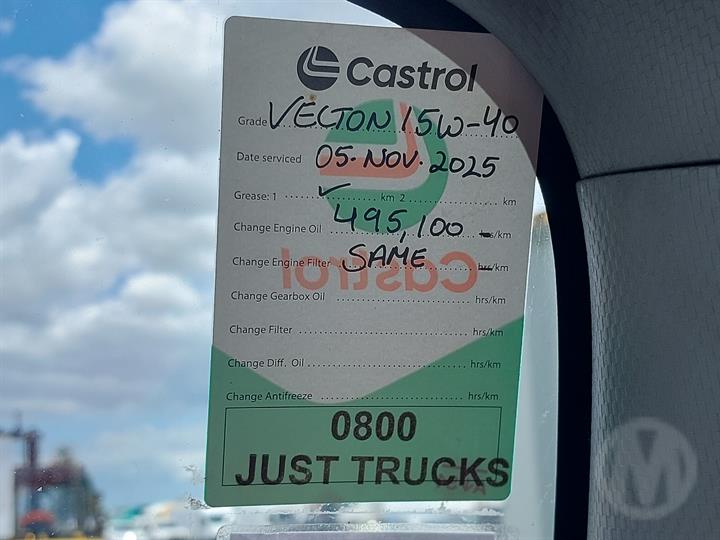 Castrol
Grade VECTON 15W-40
Date serviced 05.NOV.2025
Grease: 1 ✓ km 2 km
Change Engine Oil 495,100 hrs/km
Change Engine Filter SAME hrs/km
Castrol
Change Gearbox Oil hrs/km
Change Filter hrs/km
Change Diff. Oil hrs/km
Change Antifreeze hrs/km
0800
JUST TRUCKS
M